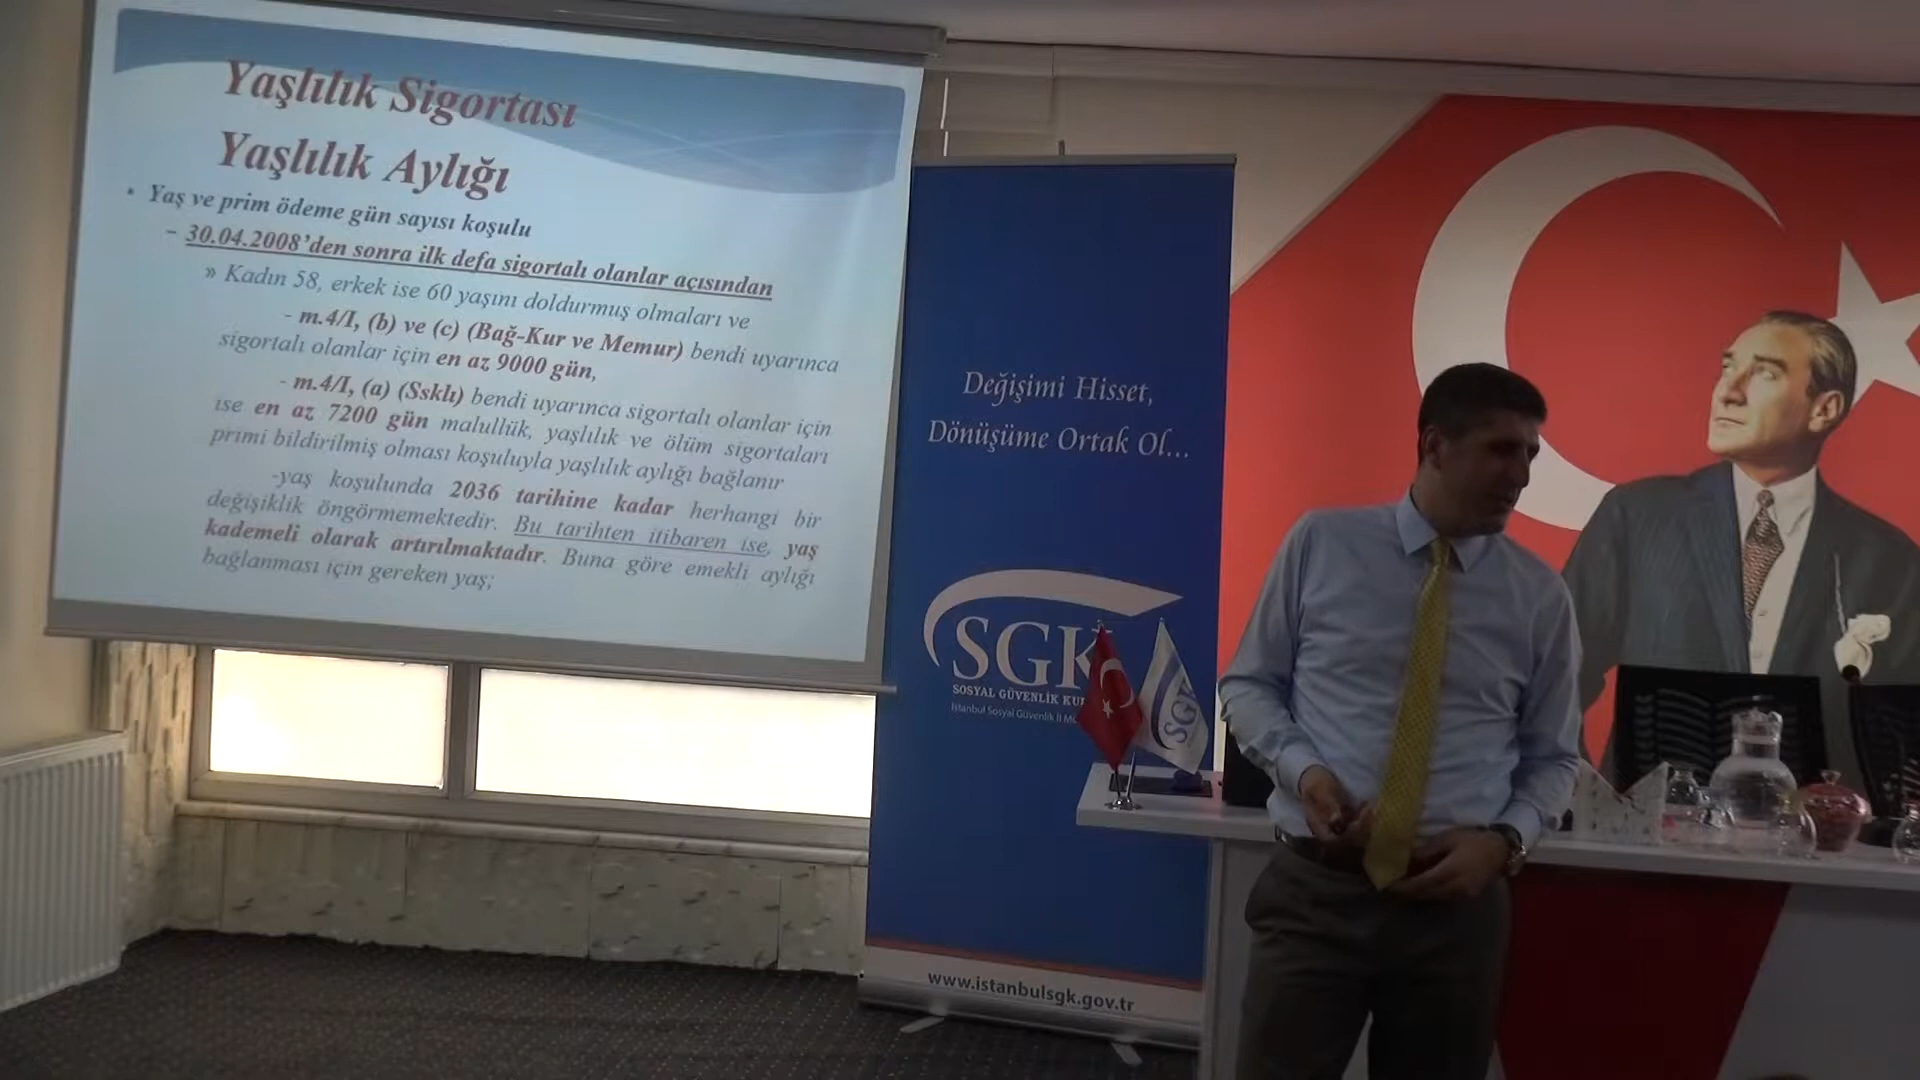 Yaşlılık Sigortası
Yaşlılık Aylığı
• Yaş ve prim ödeme gün sayısı koşulu
– 30.04.2008’den sonra ilk defa sigortalı olanlar açısından
» Kadın 58, erkek ise 60 yaşını doldurmuş olmaları ve
- m.4/I, (b) ve (c) (Bağ-Kur ve Memur) bendi uyarınca
sigortalı olanlar için en az 9000 gün,
- m.4/I, (a) (Ssklı) bendi uyarınca sigortalı olanlar için
ise en az 7200 gün malullük, yaşlılık ve ölüm sigortaları
primi bildirilmiş olması koşuluyla yaşlılık aylığı bağlanır
-yaş koşulunda 2036 tarihine kadar herhangi bir
değişiklik öngörmemektedir. Bu tarihten itibaren ise, yaş
kademeli olarak artırılmaktadır. Buna göre emekli aylığı
bağlanması için gereken yaş;
Değişimi Hisset,
Dönüşüme Ortak Ol...
SGK
SOSYAL GÜVENLİK
İstanbul Sosyal Güvenlik İl
SGK
www.istanbulsgk.gov.tr